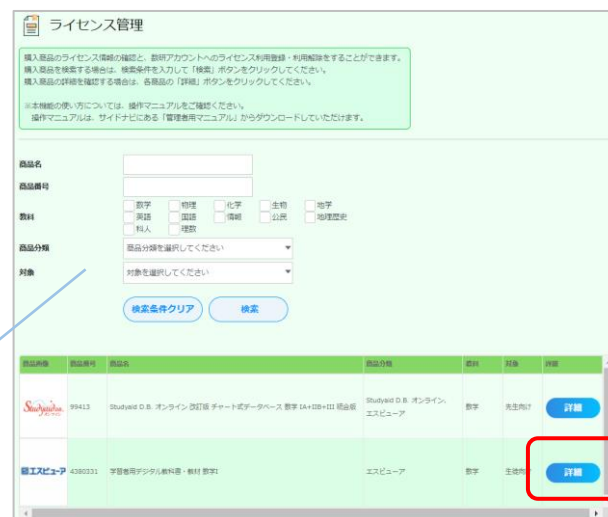 ライセンス管理
購入商品のライセンス情報の確認と、数研アカウントへのライセンス利用登録・利用解除をすることができます。
購入商品を検索する場合は、検索条件を入力して「検索」ボタンをクリックしてください。
購入商品の詳細を確認する場合は、各商品の「詳細」ボタンをクリックしてください。
※本機能の使い方については、操作マニュアルをご確認ください。
操作マニュアルは、サイドナビにある「管理者用マニュアル」からダウンロードしていただけます。
商品名
商品番号
教科 数学 物理 化学 生物 地学
英語 国語 情報 公民 地理歴史
科人 理数
商品分類 商品分類を選択してください
対象 対象を選択してください
検索条件クリア 検索
商品画像 商品番号 商品名 商品分類 教科 対象 詳細
Studyaid D.B. 99413 Studyaid D.B. オンライン 改訂版 チャート式データベース 数学 IA+IIB+III 統合版 Studyaid D.B. オンライン、エスビューア 数学 先生向け 詳細
エスビューア 4380331 学習者用デジタル教科書・教材 数学I エスビューア 数学 生徒向け 詳細